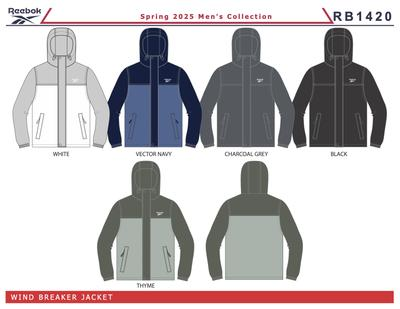 Reebok
Spring 2025 Men's Collection
RB1420
WHITE
VECTOR NAVY
CHARCOAL GREY
BLACK
THYME
WIND BREAKER JACKET